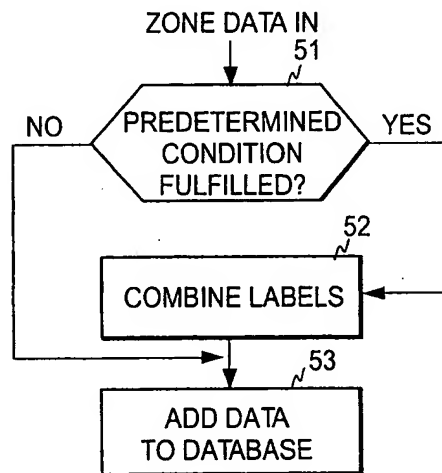 ZONE DATA IN
51
NO
YES
PREDETERMINED
CONDITION
FULFILLED?
52
COMBINE LABELS
53
ADD DATA
TO DATABASE